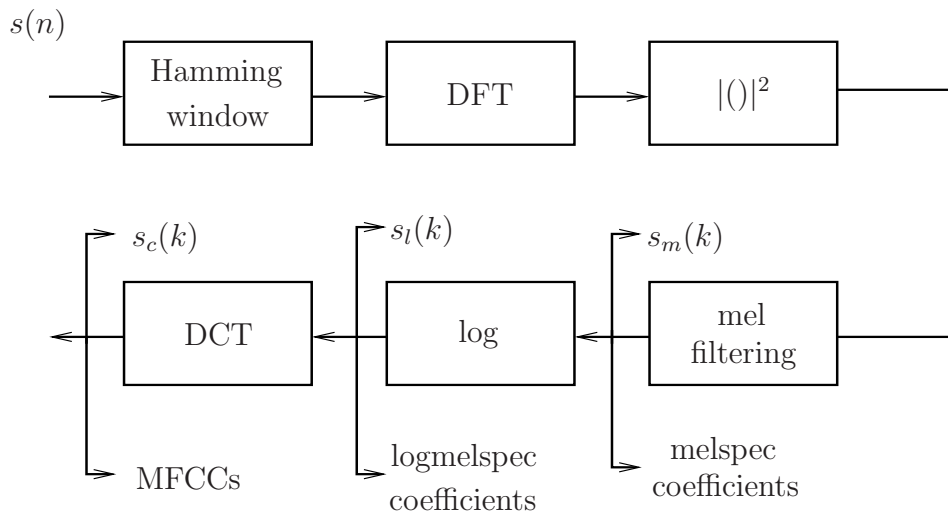 s(n)
Hamming
window
DFT
|()|²
s_c(k)
s_l(k)
s_m(k)
DCT
log
mel
filtering
MFCCs
logmelspec
coefficients
melspec
coefficients